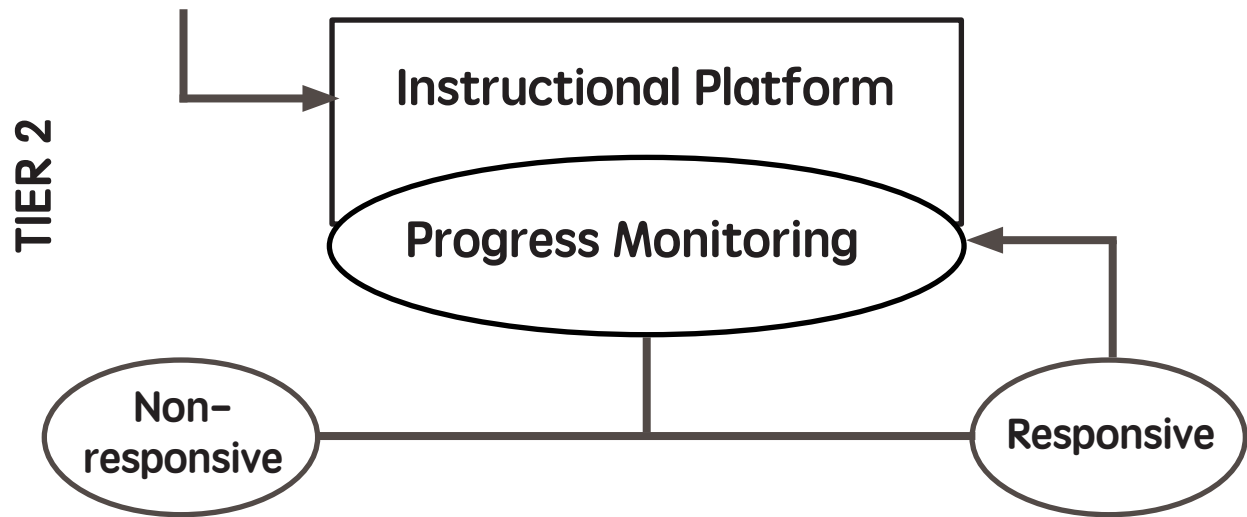 Instructional Platform
TIER 2
Progress Monitoring
Non-
responsive
Responsive